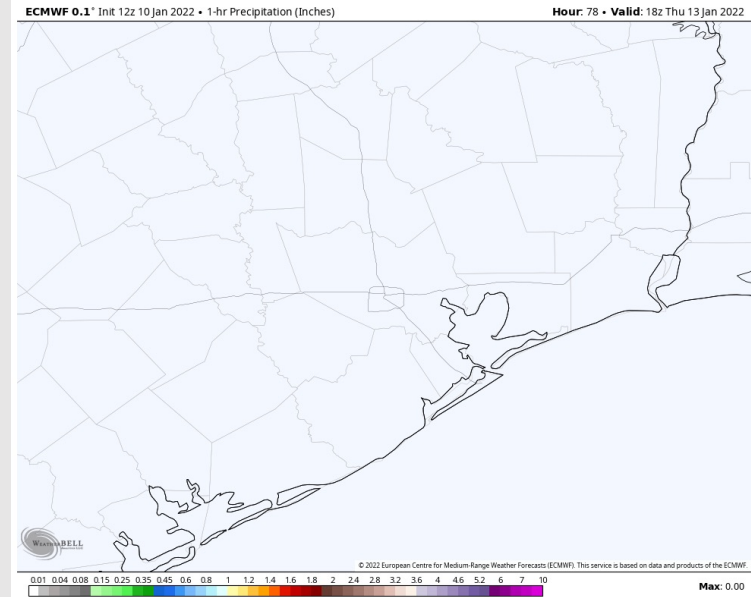 ECMWF 0.1° Init 12z 10 Jan 2022 • 1-hr Precipitation (Inches) Hour: 78 • Valid: 18z Thu 13 Jan 2022
WEATHERBELL
© 2022 European Centre for Medium-Range Weather Forecasts (ECMWF). This service is based on data and products of the ECMWF.
0.01 0.04 0.08 0.15 0.25 0.35 0.45 0.6 0.8 1 1.2 1.4 1.6 1.8 2 2.4 2.8 3.2 3.6 4 4.6 5.2 6 7 10
Max: 0.00